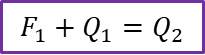 F₁ + Q₁ = Q₂